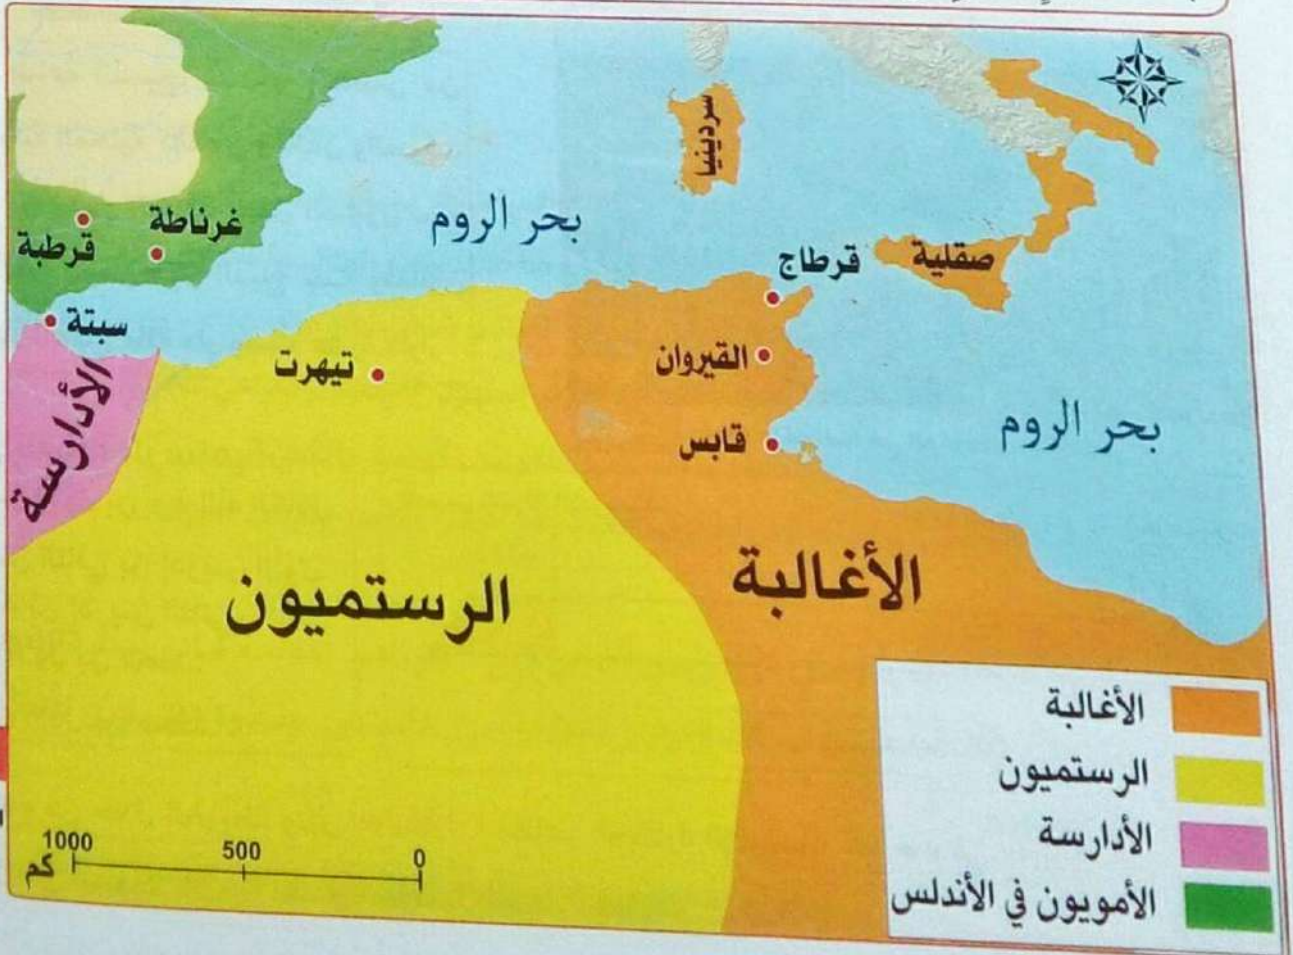 سردينيا
غرناطة
قرطبة
بحر الروم
قرطاج
صقلية
سبتة
القيروان
تيهرت
الأدارسة
بحر الروم
قابس
الأغالبة
الرستميون
الأغالبة
الرستميون
الأدارسة
الأمويون في الأندلس
1000 500 0
كم